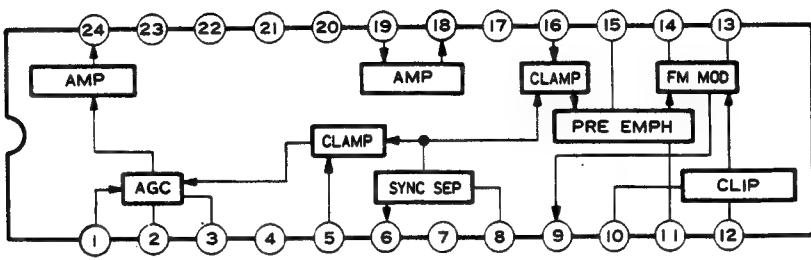 24 23 22 21 20 19 18 17 16 15 14 13
AMP AMP CLAMP FM MOD
PRE EMPH
CLAMP
AGC SYNC SEP CLIP
1 2 3 4 5 6 7 8 9 10 11 12